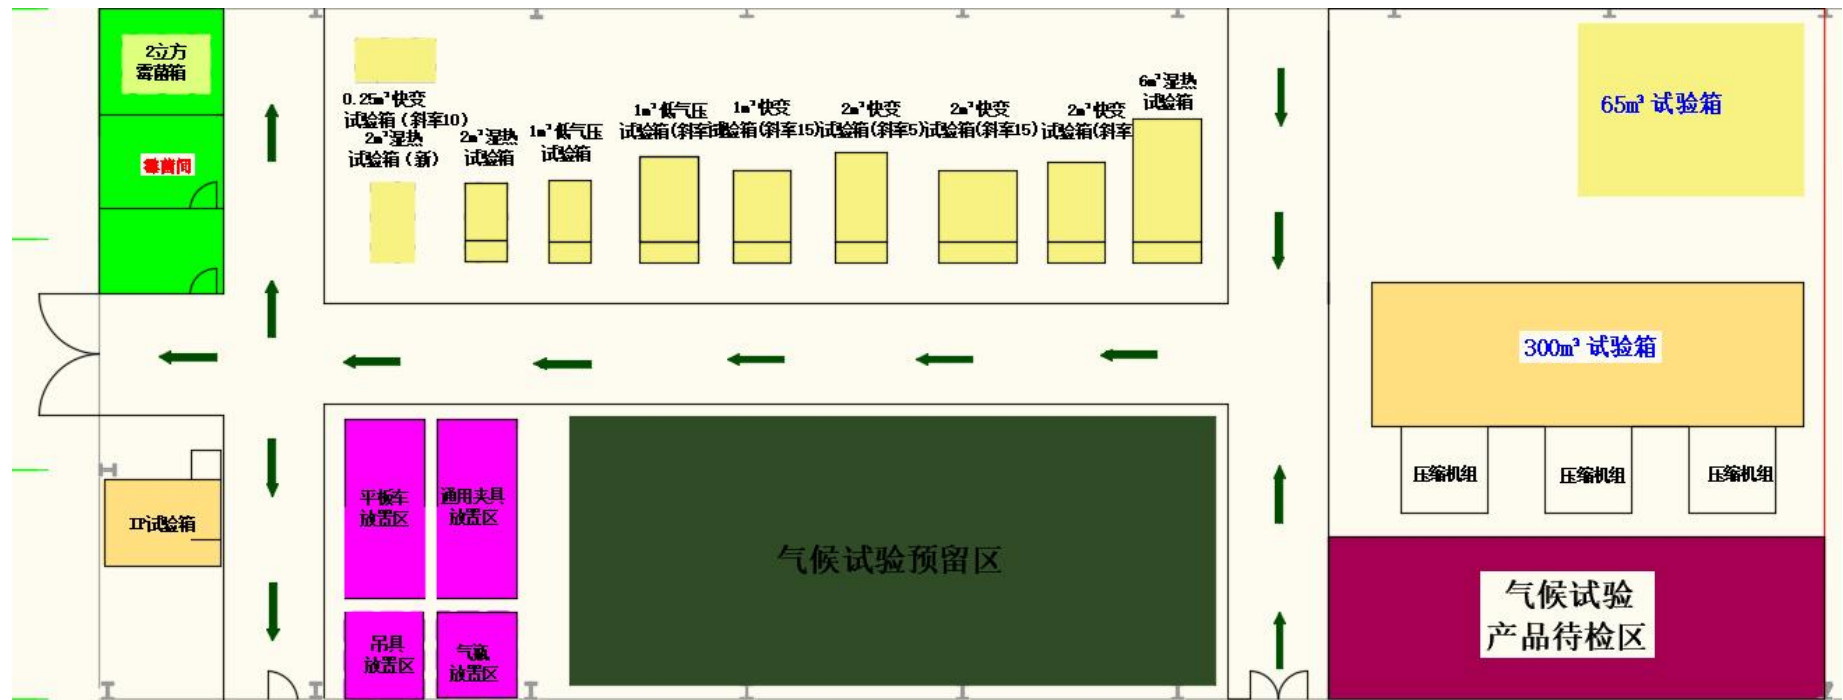 2立方
霉菌箱
霉菌间
0.25m³快变
试验箱（斜率10）
2m³湿热
试验箱（新）
2m³湿热
试验箱
1m³低气压
试验箱
1m³低气压
试验箱(斜率
1m³快变
试验箱(斜率15)
2m³快变
试验箱(斜率5)
2m³快变
试验箱(斜率15)
2m³快变
试验箱(斜率
6m³湿热
试验箱
65m³试验箱
300m³试验箱
压缩机组
压缩机组
压缩机组
IP试验箱
平板车
放置区
通用夹具
放置区
吊具
放置区
气瓶
放置区
气候试验预留区
气候试验
产品待检区